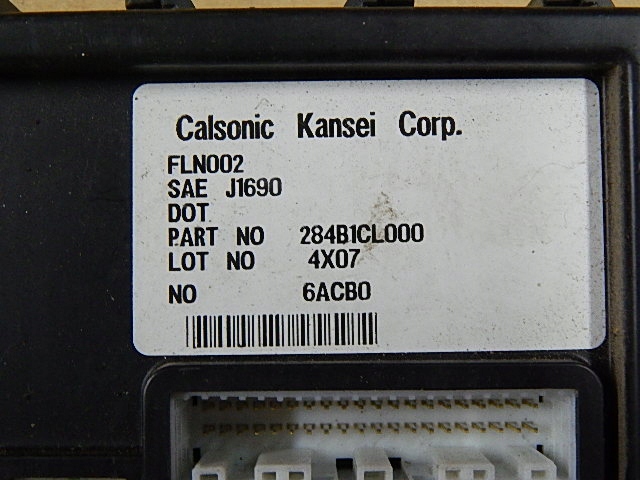 Calsonic Kansei Corp.
FLN002
SAE J1690
DOT
PART NO 284B1CL000
LOT NO 4X07
NO 6ACB0